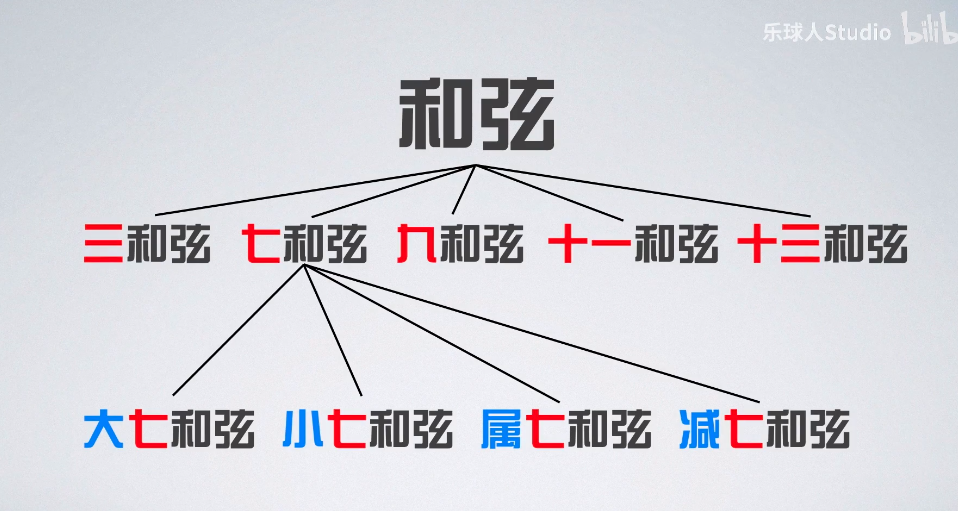 乐球人Studio bilib
和弦
三和弦 七和弦 九和弦 十一和弦 十三和弦
大七和弦 小七和弦 属七和弦 减七和弦